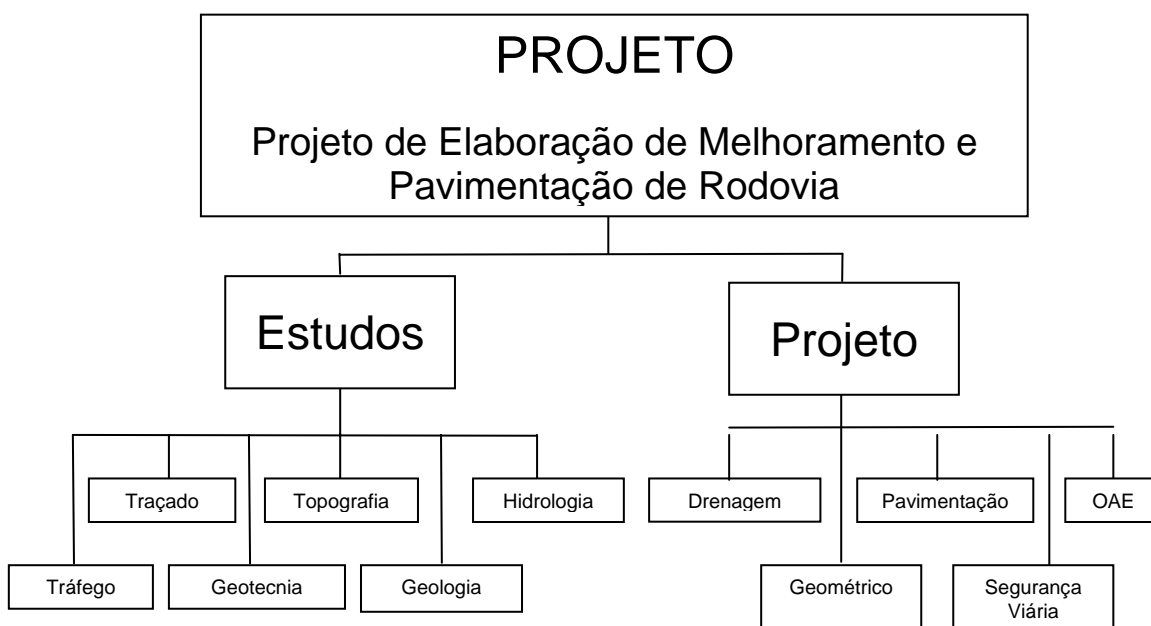 PROJETO
Projeto de Elaboração de Melhoramento e
Pavimentação de Rodovia
Estudos
Projeto
Traçado
Topografia
Hidrologia
Drenagem
Pavimentação
OAE
Tráfego
Geotecnia
Geologia
Geométrico
Segurança
Viária